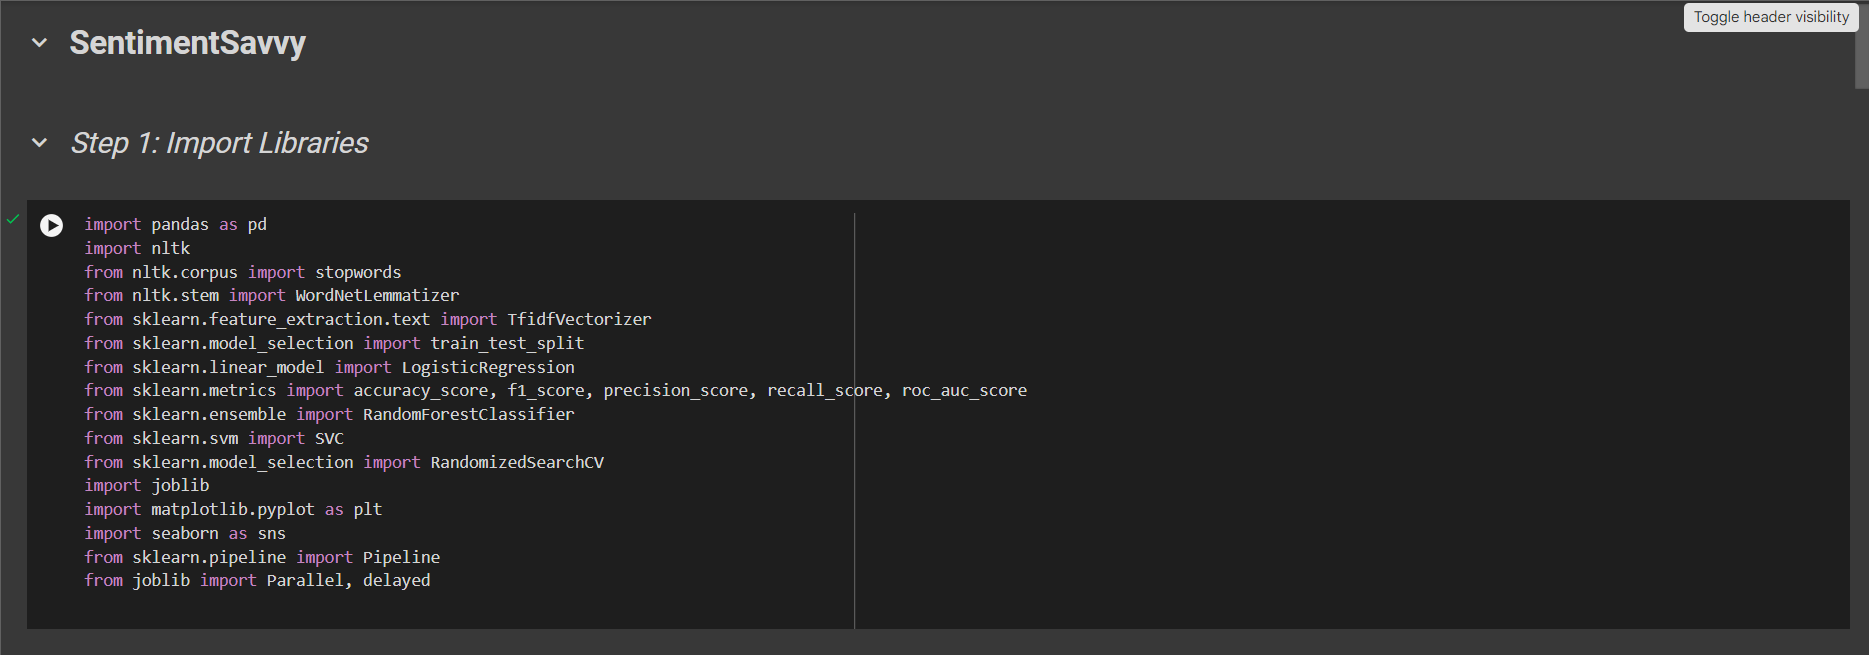 Toggle header visibility
SentimentSavvy
Step 1: Import Libraries
import pandas as pd
import nltk
from nltk.corpus import stopwords
from nltk.stem import WordNetLemmatizer
from sklearn.feature_extraction.text import TfidfVectorizer
from sklearn.model_selection import train_test_split
from sklearn.linear_model import LogisticRegression
from sklearn.metrics import accuracy_score, f1_score, precision_score, recall_score, roc_auc_score
from sklearn.ensemble import RandomForestClassifier
from sklearn.svm import SVC
from sklearn.model_selection import RandomizedSearchCV
import joblib
import matplotlib.pyplot as plt
import seaborn as sns
from sklearn.pipeline import Pipeline
from joblib import Parallel, delayed